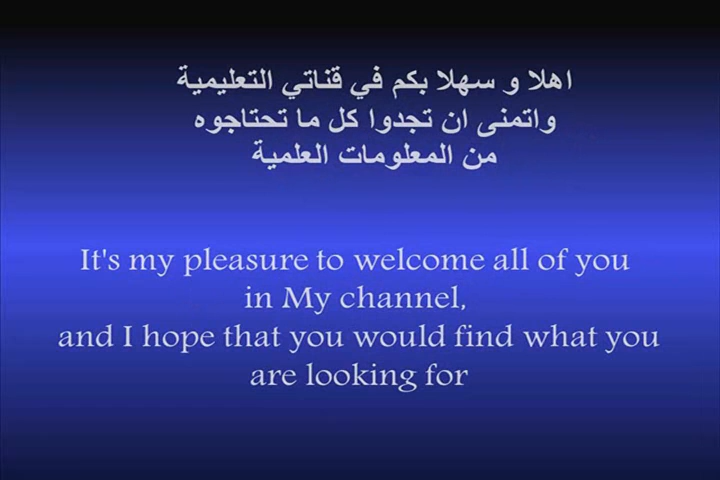 اهلا و سهلا بكم في قناتي التعليمية
واتمنى ان تجدوا كل ما تحتاجوه
من المعلومات العلمية
It's my pleasure to welcome all of you
in My channel,
and I hope that you would find what you
are looking for